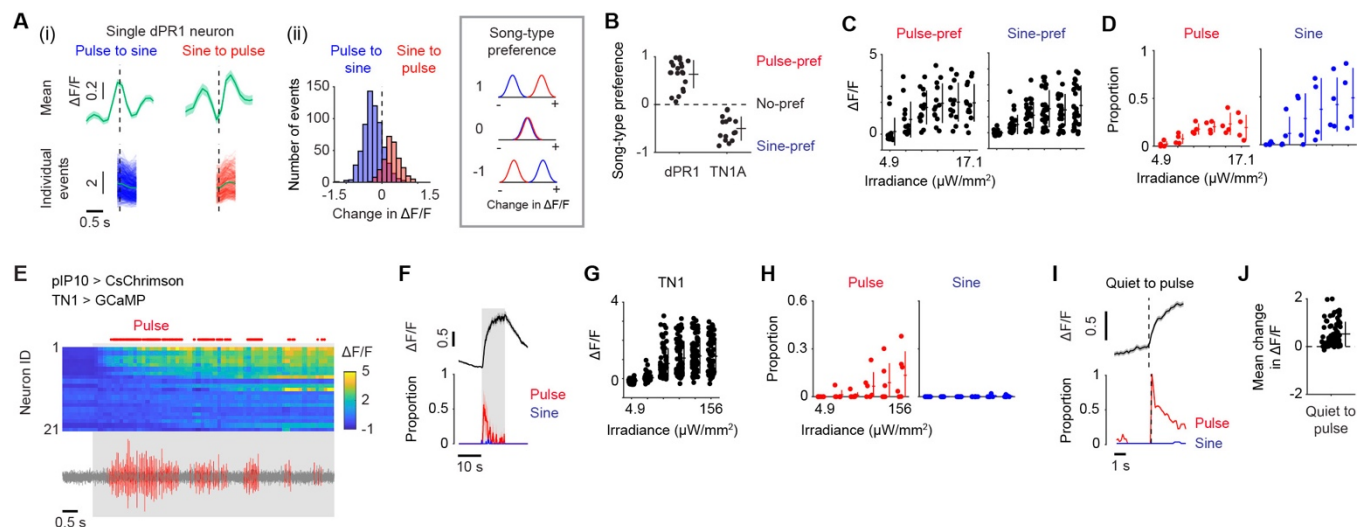 A
(i)
Single dPR1 neuron
Pulse to sine
Sine to pulse
Mean
ΔF/F
0.2
Individual
events
2
0.5 s
(ii)
Pulse to
sine
Sine to
pulse
Number of events
150
100
50
0
-1.5
0
1.5
Change in ΔF/F
Song-type
preference
1
- +
0
- +
-1
- +
Change in ΔF/F
B
Song-type preference
1
0
-1
Pulse-pref
No-pref
Sine-pref
dPR1 TN1A
C
Pulse-pref
Sine-pref
ΔF/F
5
0
4.9 17.1
Irradiance (μW/mm²)
D
Pulse
Sine
Proportion
1
0.5
0
4.9 17.1
Irradiance (μW/mm²)
E
pIP10 > CsChrimson
TN1 > GCaMP
Pulse
Neuron ID
1
21
ΔF/F
5
-1
0.5 s
F
ΔF/F
0.5
Proportion
1
0.5
0
Pulse
Sine
10 s
G
TN1
ΔF/F
4
2
0
4.9 156
Irradiance (μW/mm²)
H
Pulse
Sine
Proportion
0.6
0.3
0
4.9 156
Irradiance (μW/mm²)
I
Quiet to pulse
ΔF/F
0.5
Proportion
1
0.5
0
Pulse
Sine
1 s
J
Mean change
in ΔF/F
2
0
-2
Quiet to
pulse